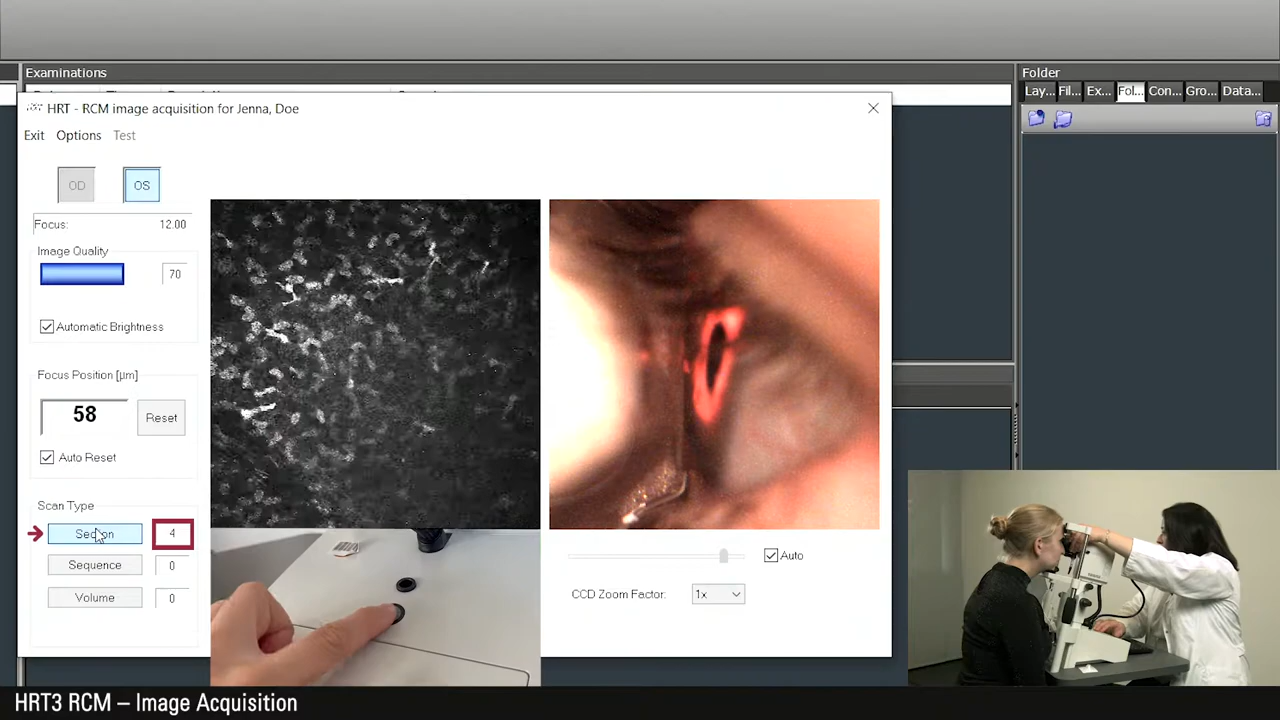 Examinations
Folder
Lay... Fil... Ex... Fol... Con... Gro... Data...
HRT - RCM image acquisition for Jenna, Doe
Exit Options Test
OD OS
Focus: 12.00
Image Quality
70
Automatic Brightness
Focus Position [µm]
58 Reset
Auto Reset
Scan Type
Section 4
Sequence 0
Volume 0
Auto
CCD Zoom Factor: 1x
HRT3 RCM – Image Acquisition